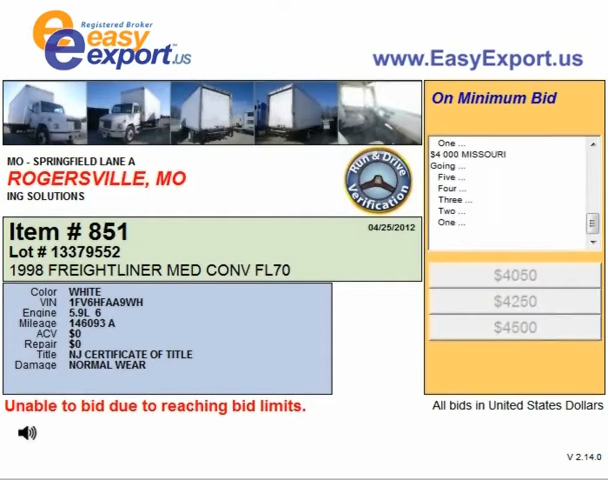 Registered Broker
easy
export.us
www.EasyExport.us
On Minimum Bid
MO - SPRINGFIELD LANE A
ROGERSVILLE, MO
ING SOLUTIONS
Run & Drive
Verification
One ...
$4 000 MISSOURI
Going ...
Five ...
Four ...
Three ...
Two ...
One ...
Item # 851
04/25/2012
Lot # 13379552
1998 FREIGHTLINER MED CONV FL70
$4050
$4250
$4500
Color WHITE
VIN 1FV6HFAA9WH
Engine 5.9L 6
Mileage 146093 A
ACV $0
Repair $0
Title NJ CERTIFICATE OF TITLE
Damage NORMAL WEAR
Unable to bid due to reaching bid limits.
All bids in United States Dollars
V 2.14.0